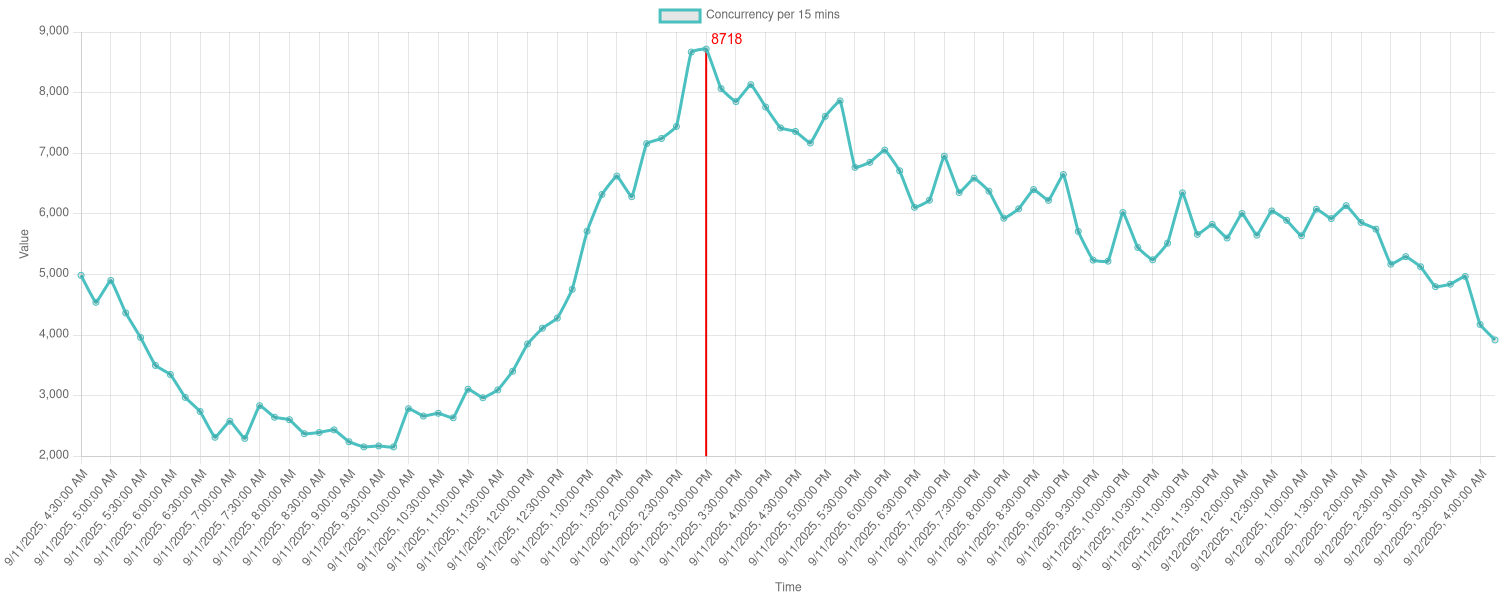 Concurrency per 15 mins
8718
9,000
8,000
7,000
6,000
5,000
4,000
3,000
2,000
Value
9/11/2025, 4:30:00 AM
9/11/2025, 5:00:00 AM
9/11/2025, 5:30:00 AM
9/11/2025, 6:00:00 AM
9/11/2025, 6:30:00 AM
9/11/2025, 7:00:00 AM
9/11/2025, 7:30:00 AM
9/11/2025, 8:00:00 AM
9/11/2025, 8:30:00 AM
9/11/2025, 9:00:00 AM
9/11/2025, 9:30:00 AM
9/11/2025, 10:00:00 AM
9/11/2025, 10:30:00 AM
9/11/2025, 11:00:00 AM
9/11/2025, 11:30:00 AM
9/11/2025, 12:00:00 PM
9/11/2025, 12:30:00 PM
9/11/2025, 1:00:00 PM
9/11/2025, 1:30:00 PM
9/11/2025, 2:00:00 PM
9/11/2025, 2:30:00 PM
9/11/2025, 3:00:00 PM
9/11/2025, 3:30:00 PM
9/11/2025, 4:00:00 PM
9/11/2025, 4:30:00 PM
9/11/2025, 5:00:00 PM
9/11/2025, 5:30:00 PM
9/11/2025, 6:00:00 PM
9/11/2025, 6:30:00 PM
9/11/2025, 7:00:00 PM
9/11/2025, 7:30:00 PM
9/11/2025, 8:00:00 PM
9/11/2025, 8:30:00 PM
9/11/2025, 9:00:00 PM
9/11/2025, 9:30:00 PM
9/11/2025, 10:00:00 PM
9/11/2025, 10:30:00 PM
9/11/2025, 11:00:00 PM
9/11/2025, 11:30:00 PM
9/12/2025, 12:00:00 AM
9/12/2025, 12:30:00 AM
9/12/2025, 1:00:00 AM
9/12/2025, 1:30:00 AM
9/12/2025, 2:00:00 AM
9/12/2025, 2:30:00 AM
9/12/2025, 3:00:00 AM
9/12/2025, 3:30:00 AM
9/12/2025, 4:00:00 AM
Time